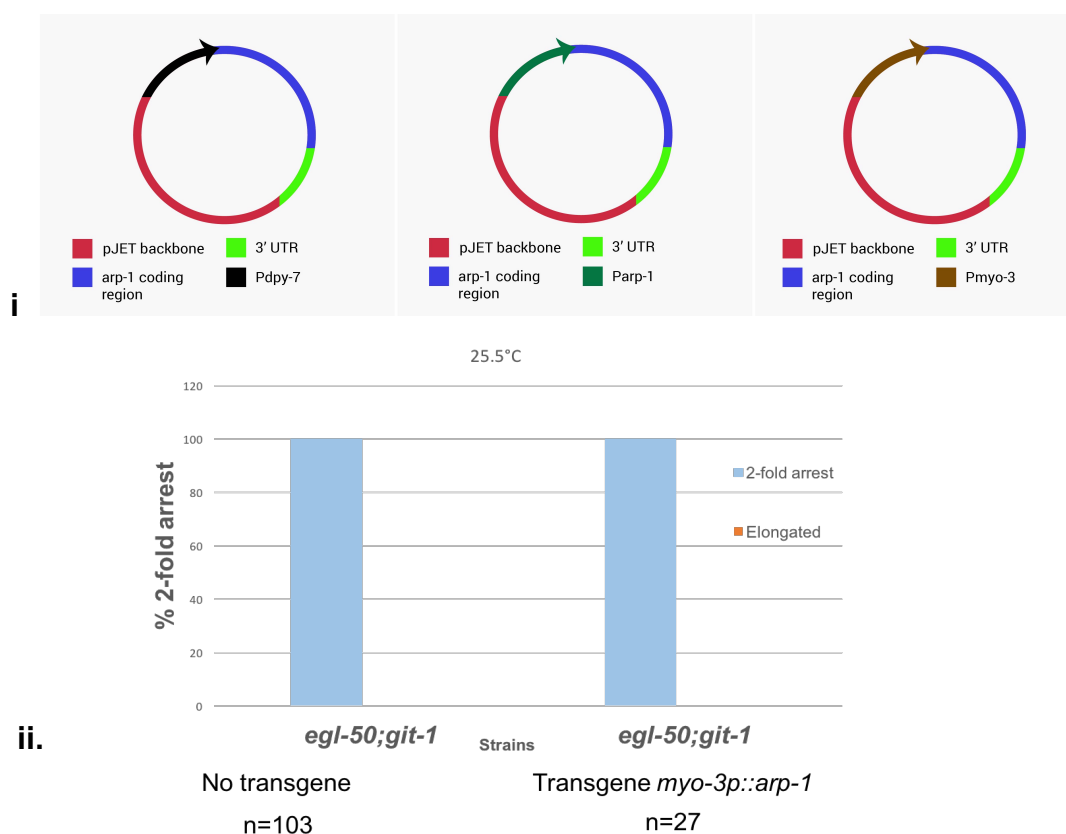 pJET backbone
3’ UTR
arp-1 coding
region
Pdpy-7
pJET backbone
3’ UTR
arp-1 coding
region
Parp-1
pJET backbone
3’ UTR
arp-1 coding
region
Pmyo-3
i
25.5°C
120
100
80
60
40
20
0
% 2-fold arrest
2-fold arrest
Elongated
egl-50;git-1
Strains
egl-50;git-1
ii.
No transgene
Transgene myo-3p::arp-1
n=103
n=27